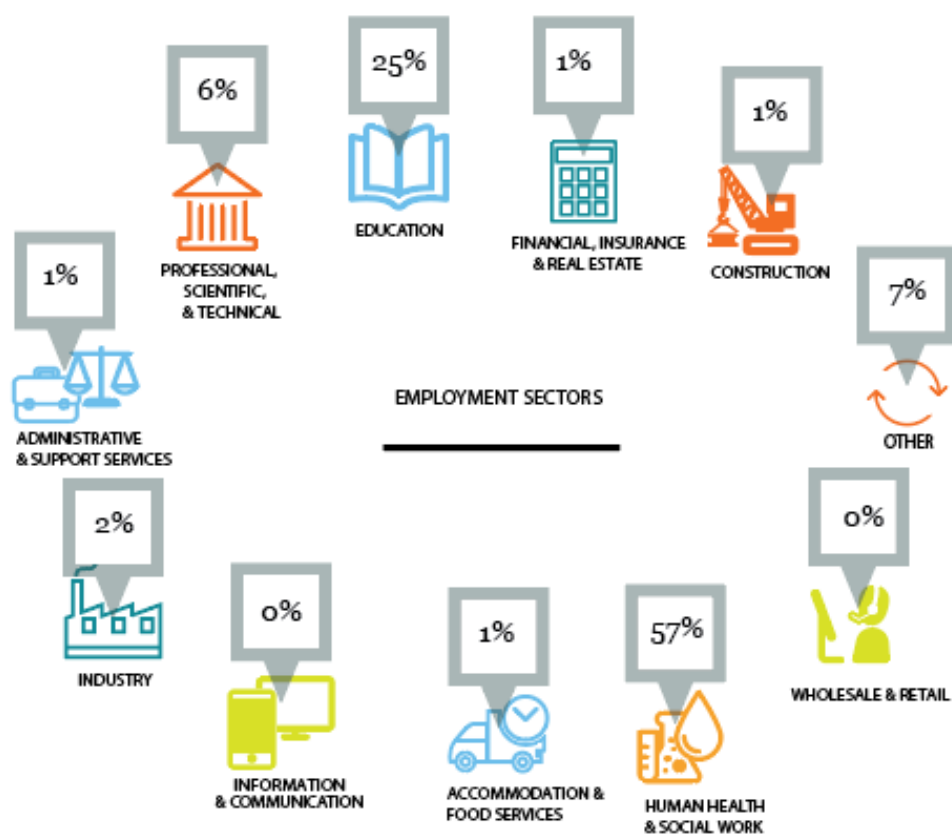 6%
PROFESSIONAL,
SCIENTIFIC,
& TECHNICAL
25%
EDUCATION
1%
FINANCIAL, INSURANCE
& REAL ESTATE
1%
CONSTRUCTION
1%
ADMINISTRATIVE
& SUPPORT SERVICES
EMPLOYMENT SECTORS
7%
OTHER
2%
INDUSTRY
0%
INFORMATION
& COMMUNICATION
1%
ACCOMMODATION &
FOOD SERVICES
57%
HUMAN HEALTH
& SOCIAL WORK
0%
WHOLESALE & RETAIL